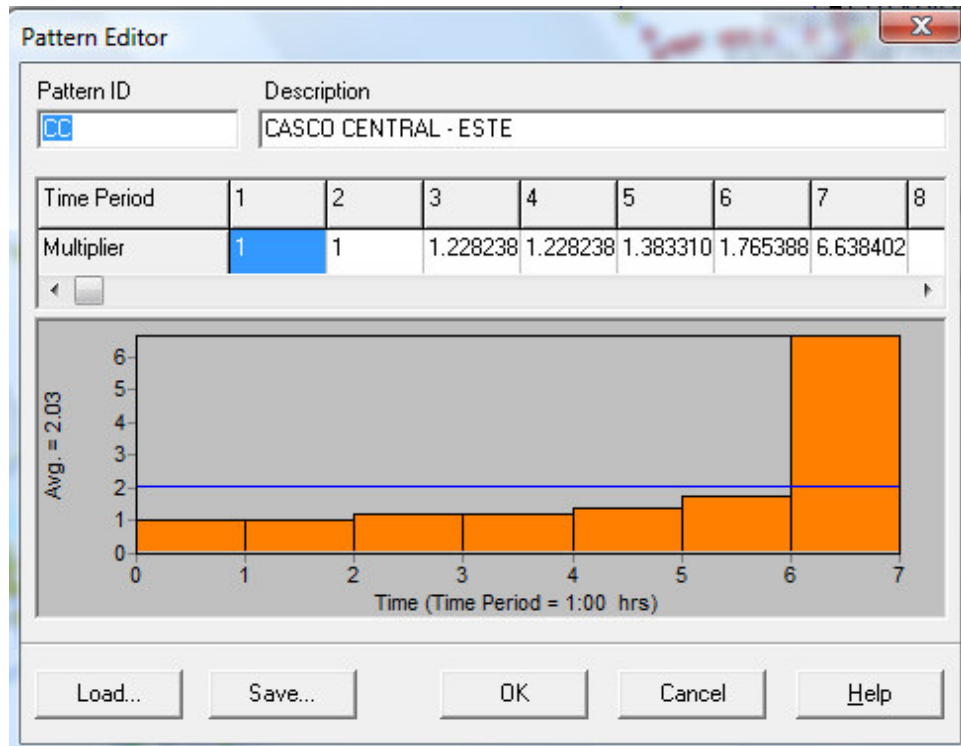 Pattern Editor
Pattern ID Description
CC CASCO CENTRAL - ESTE
Time Period 1 2 3 4 5 6 7 8
Multiplier 1 1 1.228238 1.228238 1.383310 1.765388 6.638402
6
5
4
3
2
1
0
Avg. = 2.03
0 1 2 3 4 5 6 7
Time (Time Period = 1:00 hrs)
Load... Save... OK Cancel Help